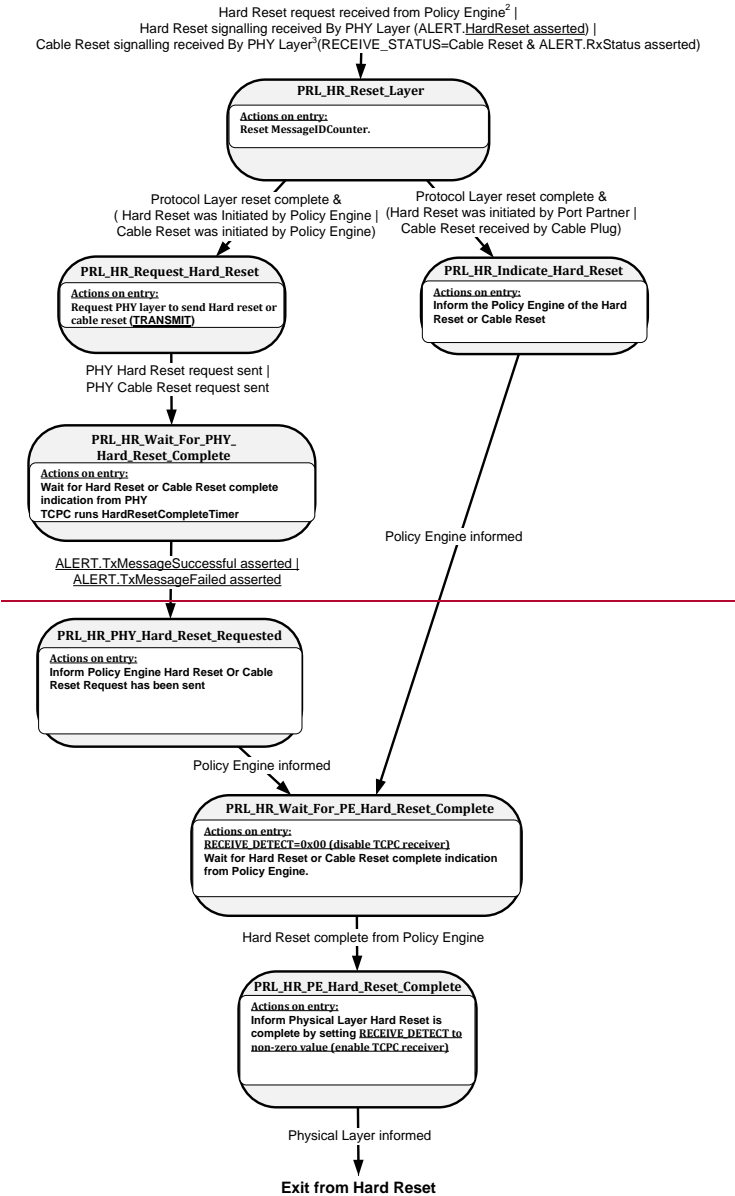 Hard Reset request received from Policy Engine² |
Hard Reset signalling received By PHY Layer (ALERT.HardReset asserted) |
Cable Reset signalling received By PHY Layer³(RECEIVE_STATUS=Cable Reset & ALERT.RxStatus asserted)
PRL_HR_Reset_Layer
Actions on entry:
Reset MessageIDCounter.
Protocol Layer reset complete &
( Hard Reset was Initiated by Policy Engine |
Cable Reset was initiated by Policy Engine)
Protocol Layer reset complete &
(Hard Reset was initiated by Port Partner |
Cable Reset received by Cable Plug)
PRL_HR_Request_Hard_Reset
Actions on entry:
Request PHY layer to send Hard reset or
cable reset (TRANSMIT)
PRL_HR_Indicate_Hard_Reset
Actions on entry:
Inform the Policy Engine of the Hard
Reset or Cable Reset
PHY Hard Reset request sent |
PHY Cable Reset request sent
PRL_HR_Wait_For_PHY_
Hard_Reset_Complete
Actions on entry:
Wait for Hard Reset or Cable Reset complete
indication from PHY
TCPC runs HardResetCompleteTimer
Policy Engine informed
ALERT.TxMessageSuccessful asserted |
ALERT.TxMessageFailed asserted
PRL_HR_PHY_Hard_Reset_Requested
Actions on entry:
Inform Policy Engine Hard Reset Or Cable
Reset Request has been sent
Policy Engine informed
PRL_HR_Wait_For_PE_Hard_Reset_Complete
Actions on entry:
RECEIVE_DETECT=0x00 (disable TCPC receiver)
Wait for Hard Reset or Cable Reset complete indication
from Policy Engine.
Hard Reset complete from Policy Engine
PRL_HR_PE_Hard_Reset_Complete
Actions on entry:
Inform Physical Layer Hard Reset is
complete by setting RECEIVE_DETECT to
non-zero value (enable TCPC receiver)
Physical Layer informed
Exit from Hard Reset